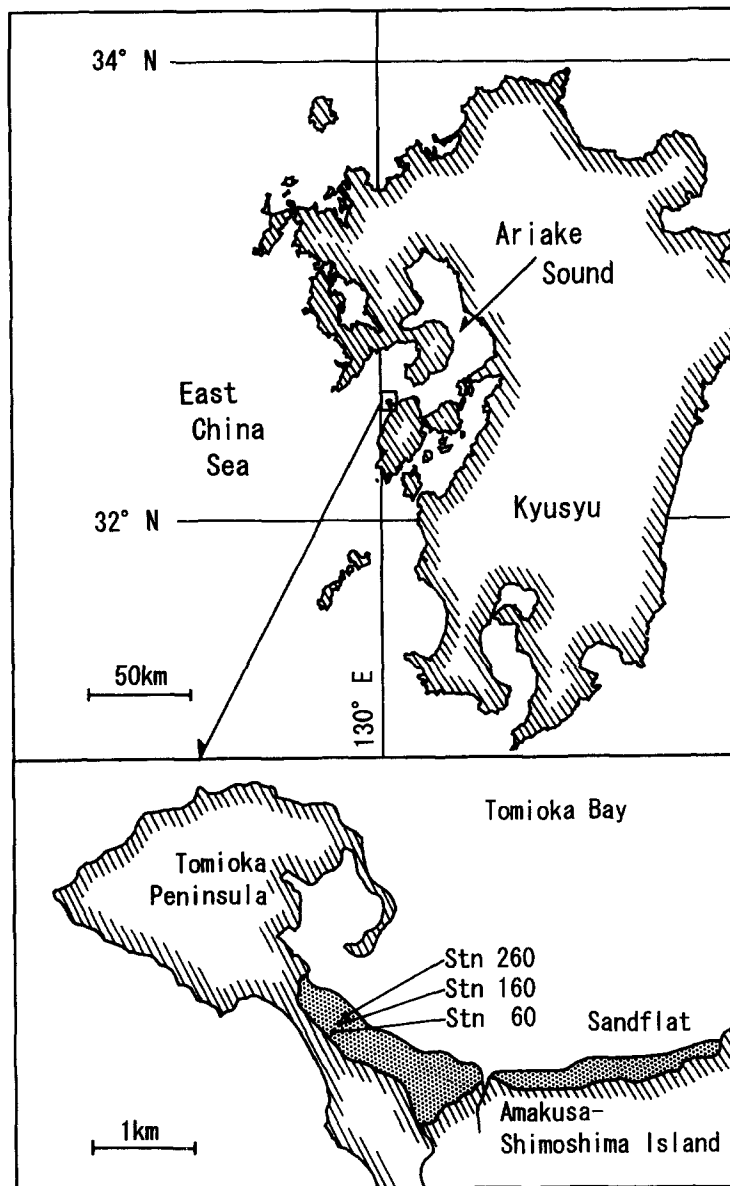 34° N
Ariake
Sound
East
China
Sea
32° N
Kyusyu
50km
130° E
Tomioka Bay
Tomioka
Peninsula
Stn 260
Stn 160
Stn 60
Sandflat
1km
Amakusa-
Shimoshima Island